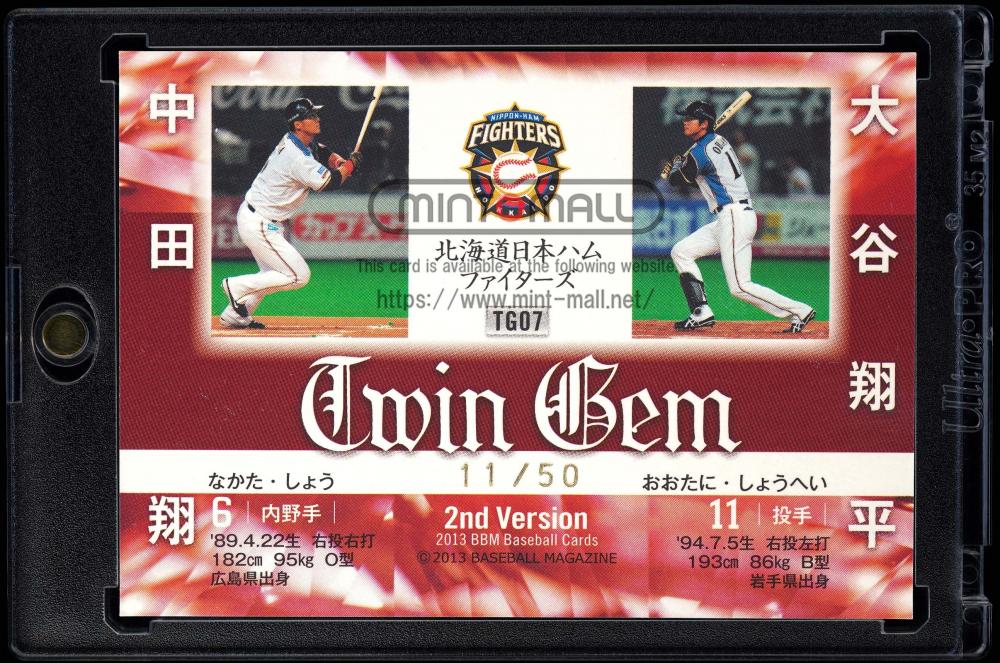 中田翔
大谷翔平
NIPPON-HAM
FIGHTERS
HOKKAIDO
MINT MALL
北海道日本ハム
ファイターズ
This card is available at the following website.
https://www.mint-mall.net/
TG07
Twin Gem
11/50
なかた・しょう
おおたに・しょうへい
6 | 内野手
'89.4.22生 右投右打
182cm 95kg O型
広島県出身
2nd Version
2013 BBM Baseball Cards
©2013 BASEBALL MAGAZINE
11 | 投手
'94.7.5生 右投左打
193cm 86kg B型
岩手県出身
Ultra·PRO® 35 M2